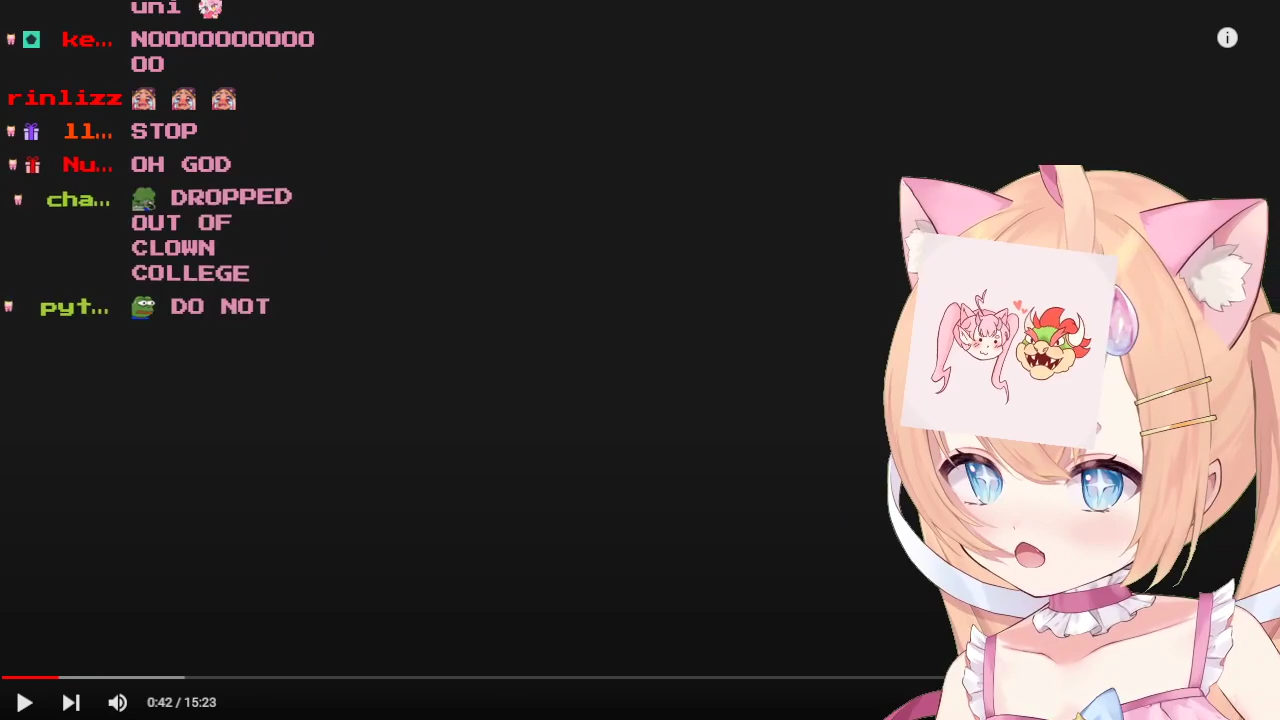 uni
ke... NOOOOOOOOOO
OO
rinlizz
ll... STOP
Nu... OH GOD
cha... DROPPED
OUT OF
CLOWN
COLLEGE
pyt... DO NOT
0:42 / 15:23